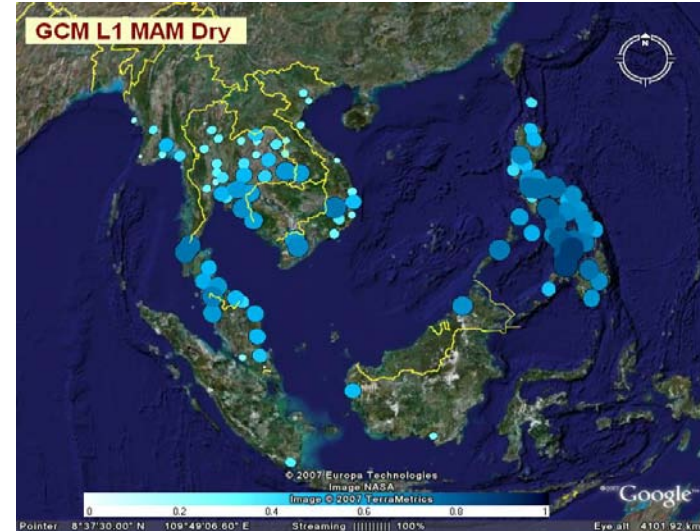 GCM L1 MAM Dry
N
© 2007 Europa Technologies
Image NASA
Image © 2007 TerraMetrics
0 0.2 0.4 0.6 0.8 1
©2007 Google™
Pointer 8°37'30.00" N 109°49'06.60" E Streaming |||||||||| 100% Eye alt 4101.92 km